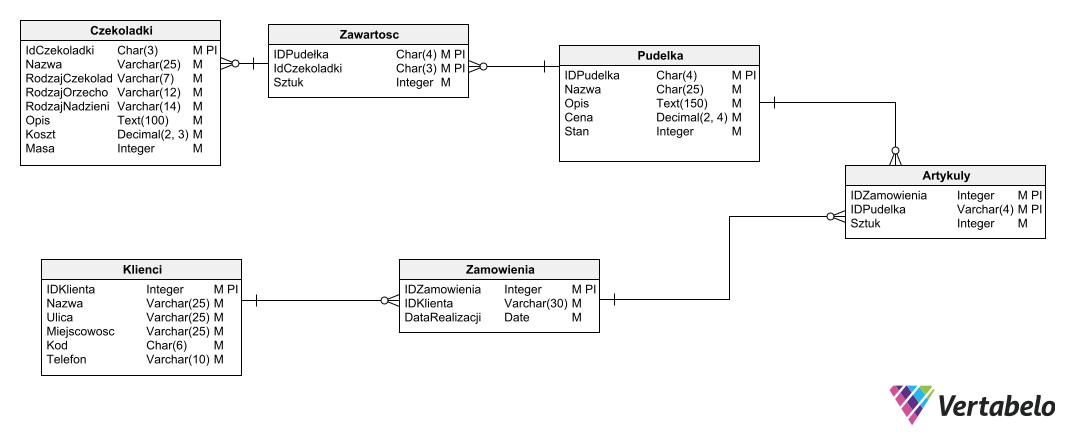 Czekoladki
IdCzekoladki Char(3) M PI
Nazwa Varchar(25) M
RodzajCzekolad Varchar(7) M
RodzajOrzecho Varchar(12) M
RodzajNadzieni Varchar(14) M
Opis Text(100) M
Koszt Decimal(2, 3) M
Masa Integer M
Zawartosc
IDPudełka Char(4) M PI
IdCzekoladki Char(3) M PI
Sztuk Integer M
Pudelka
IDPudelka Char(4) M PI
Nazwa Char(25) M
Opis Text(150) M
Cena Decimal(2, 4) M
Stan Integer M
Artykuly
IDZamowienia Integer M PI
IDPudelka Varchar(4) M PI
Sztuk Integer M
Klienci
IDKlienta Integer M PI
Nazwa Varchar(25) M
Ulica Varchar(25) M
Miejscowosc Varchar(25) M
Kod Char(6) M
Telefon Varchar(10) M
Zamowienia
IDZamowienia Integer M PI
IDKlienta Varchar(30) M
DataRealizacji Date M
Vertabelo